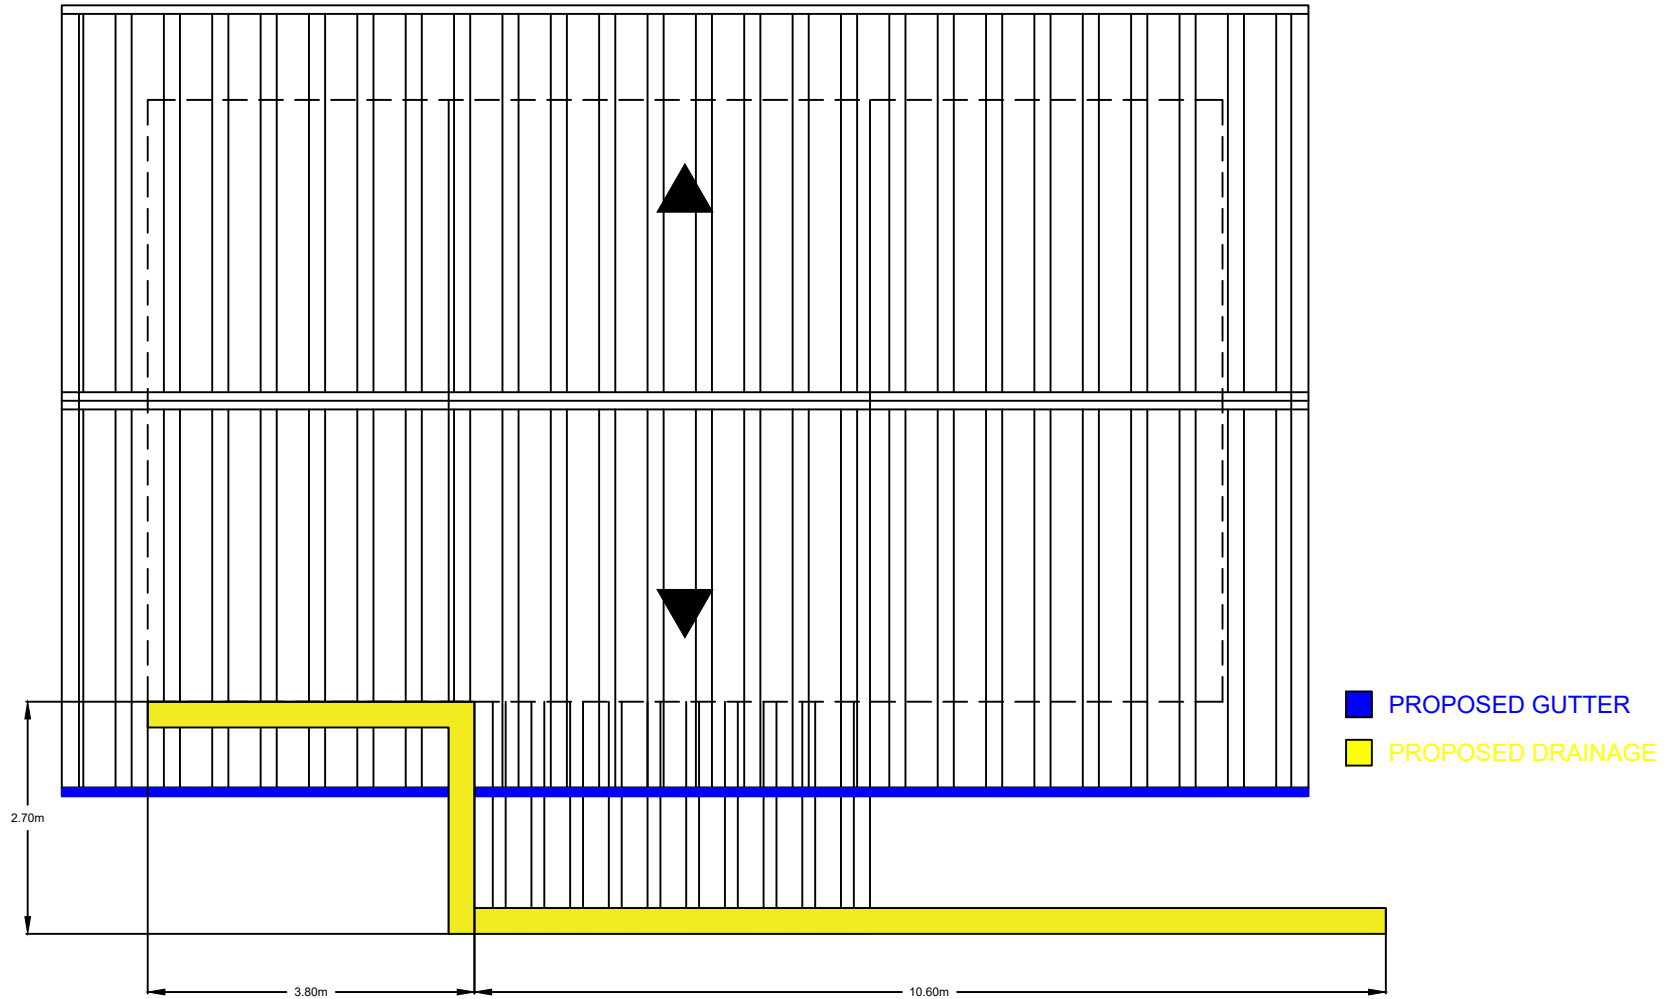 PROPOSED GUTTER
PROPOSED DRAINAGE
2.70m
3.80m
10.60m